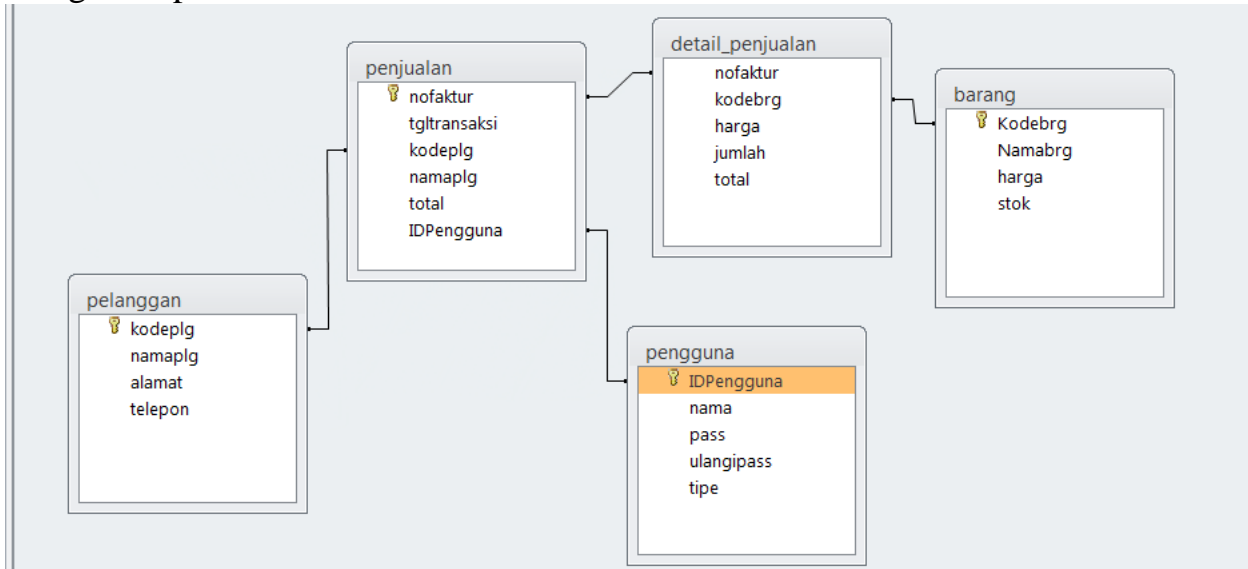 penjualan
nofaktur
tgltransaksi
kodeplg
namaplg
total
IDPengguna
detail_penjualan
nofaktur
kodebrg
harga
jumlah
total
barang
Kodebrg
Namabrg
harga
stok
pelanggan
kodeplg
namaplg
alamat
telepon
pengguna
IDPengguna
nama
pass
ulangipass
tipe